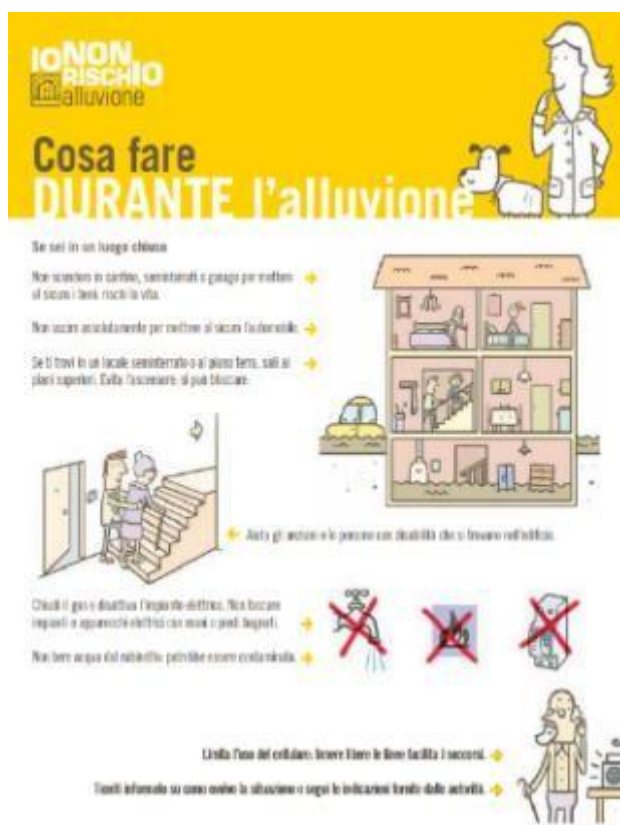 IO NON
RISCHIO
alluvione
Cosa fare
DURANTE l'alluvione
Se sei in un luogo chiuso
Non scendere in cantine, seminterrati o garage per mettere
al sicuro i beni: rischi la vita.
Non uscire assolutamente per mettere al sicuro l'automobile.
Se ti trovi in un locale seminterrato o al piano terra, sali ai
piani superiori. Evita l'ascensore: si può bloccare.
Aiuta gli anziani e le persone con disabilità che si trovano nell'edificio.
Chiudi il gas e disattiva l'impianto elettrico. Non toccare
impianti e apparecchi elettrici con mani o piedi bagnati.
Non bere acqua dal rubinetto: potrebbe essere contaminata.
Limita l'uso del cellulare: tenere libere le linee facilita i soccorsi.
Tieniti informato su come evolve la situazione e segui le indicazioni fornite dalle autorità.